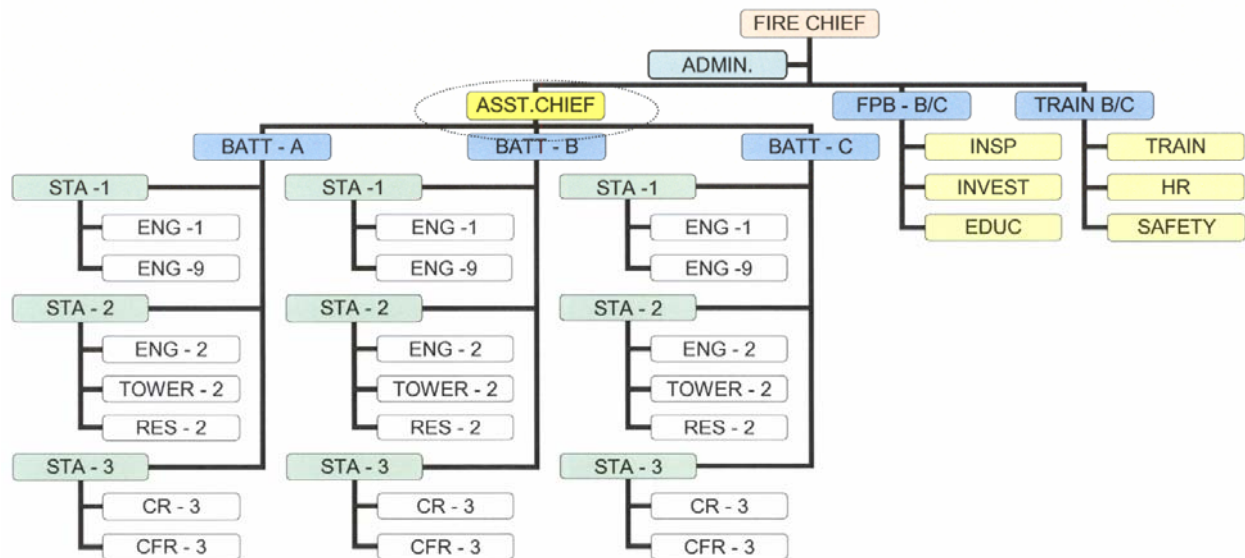 FIRE CHIEF
ADMIN.
ASST.CHIEF
FPB - B/C
TRAIN B/C
BATT - A
BATT - B
BATT - C
INSP
TRAIN
INVEST
HR
EDUC
SAFETY
STA -1
ENG -1
ENG -9
STA - 2
ENG - 2
TOWER - 2
RES - 2
STA - 3
CR - 3
CFR - 3
STA -1
ENG -1
ENG -9
STA - 2
ENG - 2
TOWER - 2
RES - 2
STA - 3
CR - 3
CFR - 3
STA -1
ENG -1
ENG -9
STA - 2
ENG - 2
TOWER - 2
RES - 2
STA - 3
CR - 3
CFR - 3